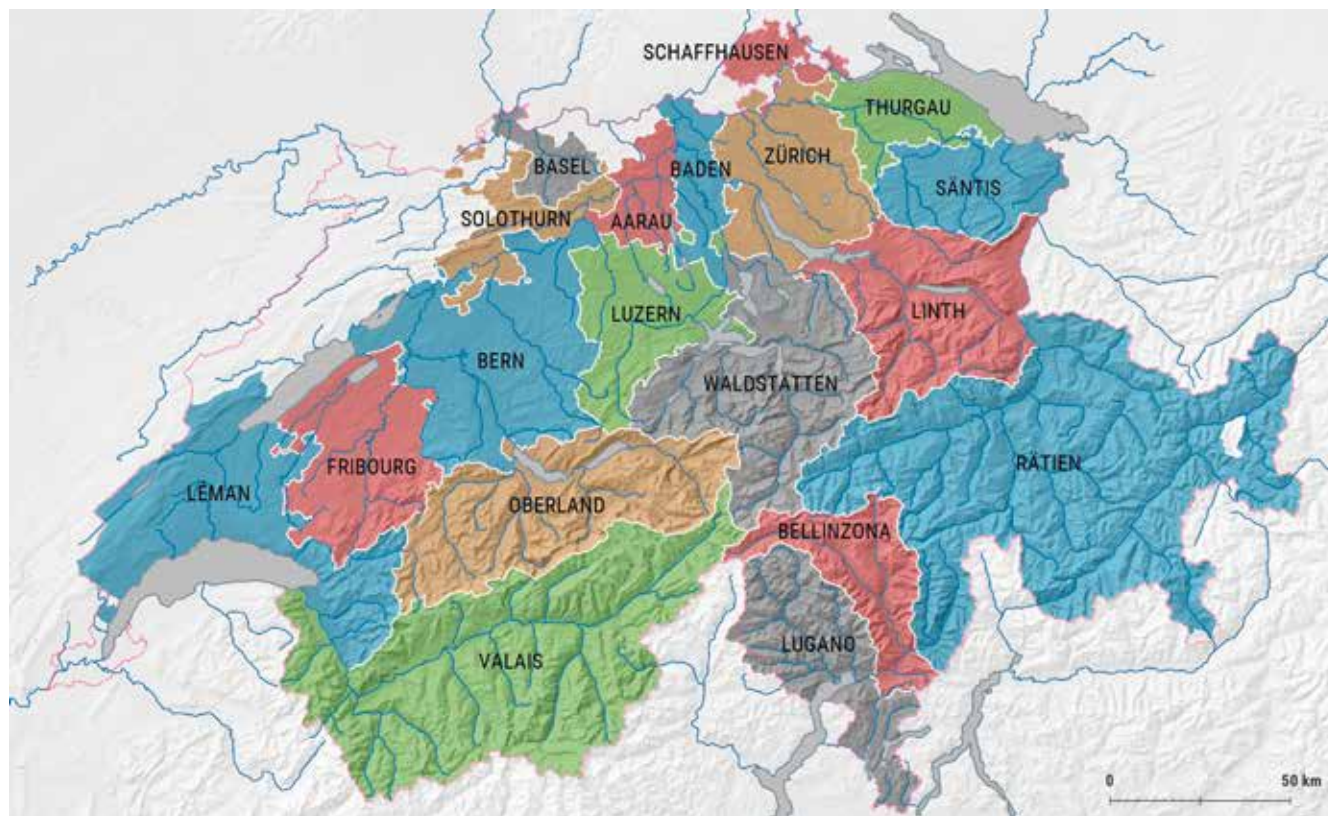 SCHAFFHAUSEN
THURGAU
BASEL
BADEN
ZÜRICH
SÄNTIS
SOLOTHURN
AARAU
LUZERN
LINTH
BERN
WALDSTÄTTEN
FRIBOURG
RÄTIEN
LÉMAN
OBERLAND
BELLINZONA
LUGANO
VALAIS
0 50 km